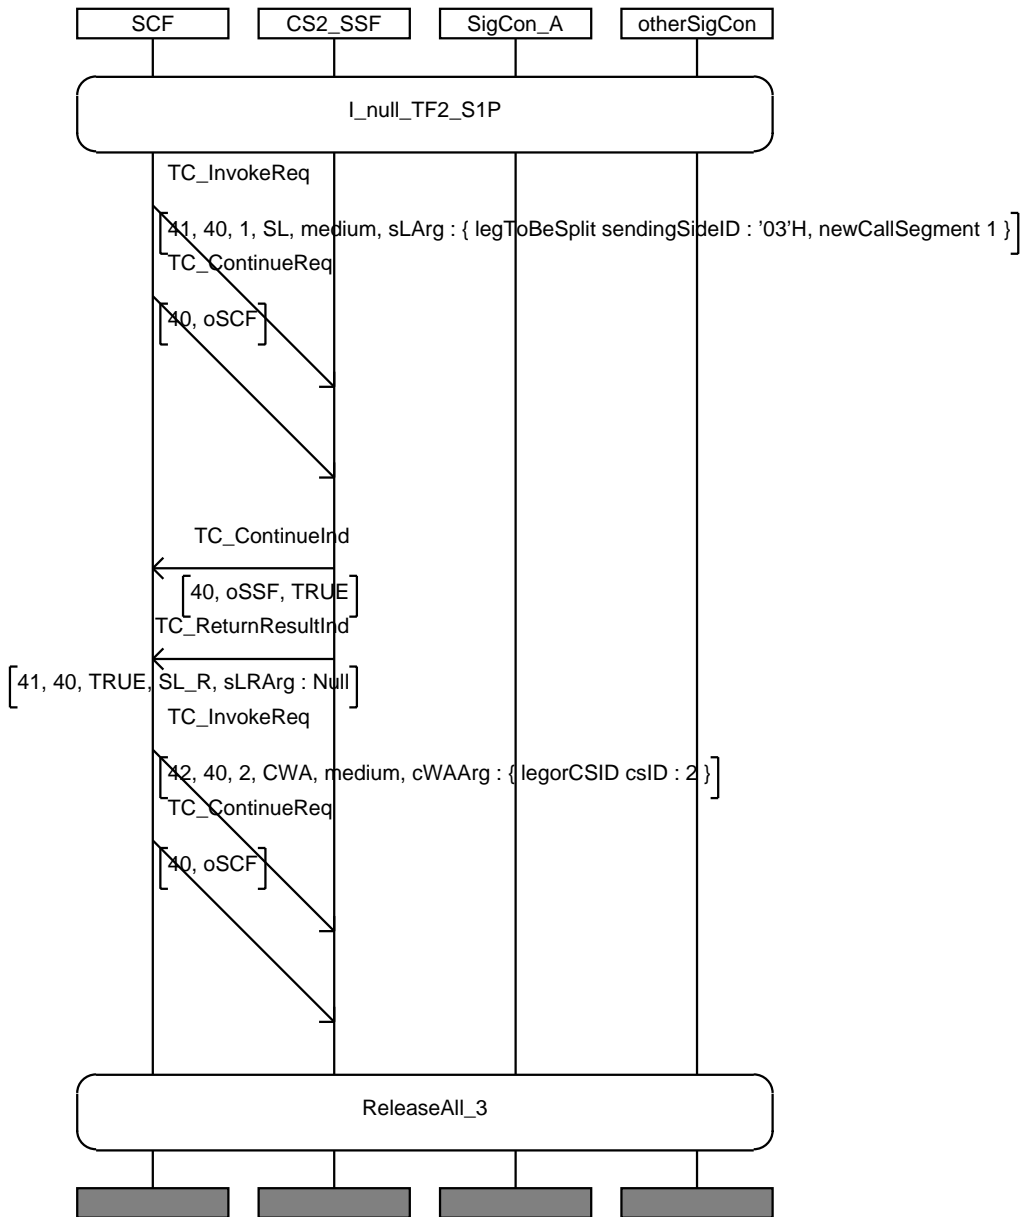 SCF CS2_SSF SigCon_A otherSigCon
I_null_TF2_S1P
TC_InvokeReq
41, 40, 1, SL, medium, sLArg : { legToBeSplit sendingSideID : '03'H, newCallSegment 1 }
TC_ContinueReq
40, oSCF
TC_ContinueInd
40, oSSF, TRUE
TC_ReturnResultInd
41, 40, TRUE, SL_R, sLRArg : Null
TC_InvokeReq
42, 40, 2, CWA, medium, cWAArg : { legorCSID csID : 2 }
TC_ContinueReq
40, oSCF
ReleaseAll_3